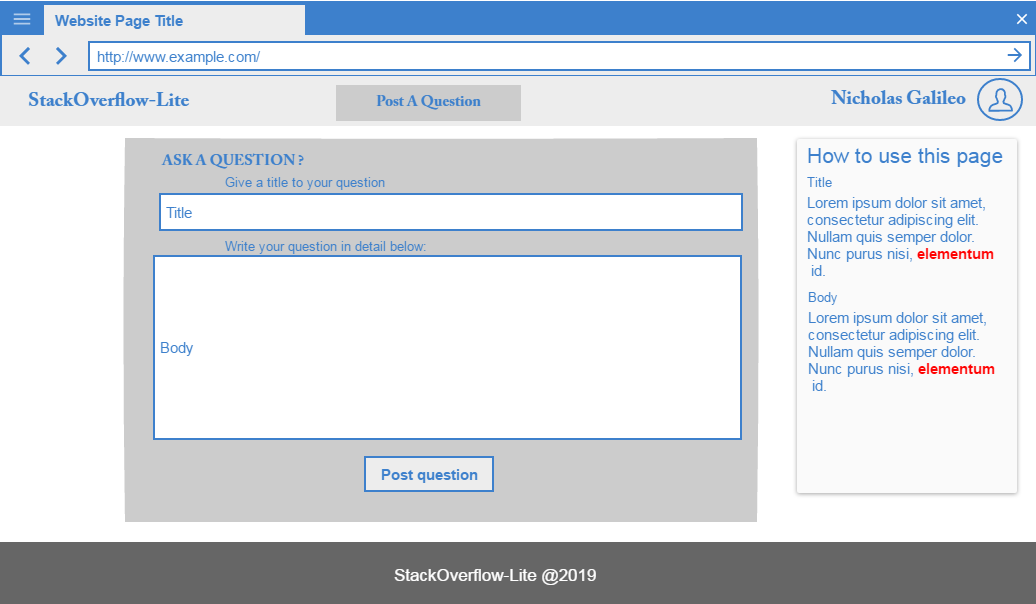 Website Page Title
http://www.example.com/
StackOverflow-Lite
Post A Question
Nicholas Galileo
ASK A QUESTION ?
Give a title to your question
Title
Write your question in detail below:
Body
Post question
How to use this page
Title
Lorem ipsum dolor sit amet,
consectetur adipiscing elit.
Nullam quis semper dolor.
Nunc purus nisi, elementum
id.
Body
Lorem ipsum dolor sit amet,
consectetur adipiscing elit.
Nullam quis semper dolor.
Nunc purus nisi, elementum
id.
StackOverflow-Lite @2019